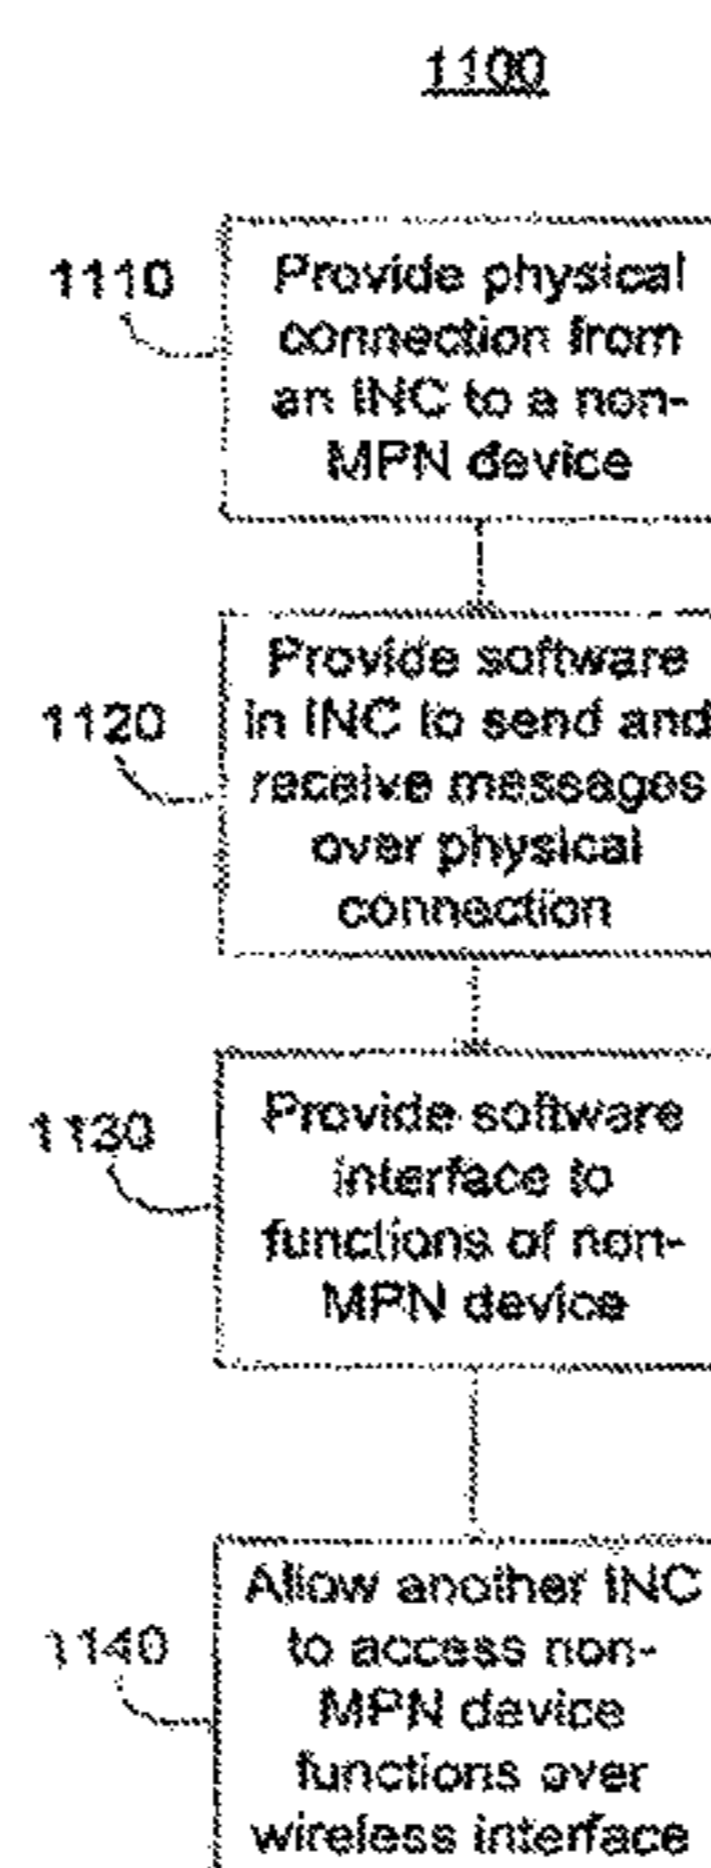 1100
1110
Provide physical
connection from
an INC to a non-
MPN device
1120
Provide software
in INC to send and
receive messages
over physical
connection
1130
Provide software
interface to
functions of non-
MPN device
1140
Allow another INC
to access non-
MPN device
functions over
wireless interface